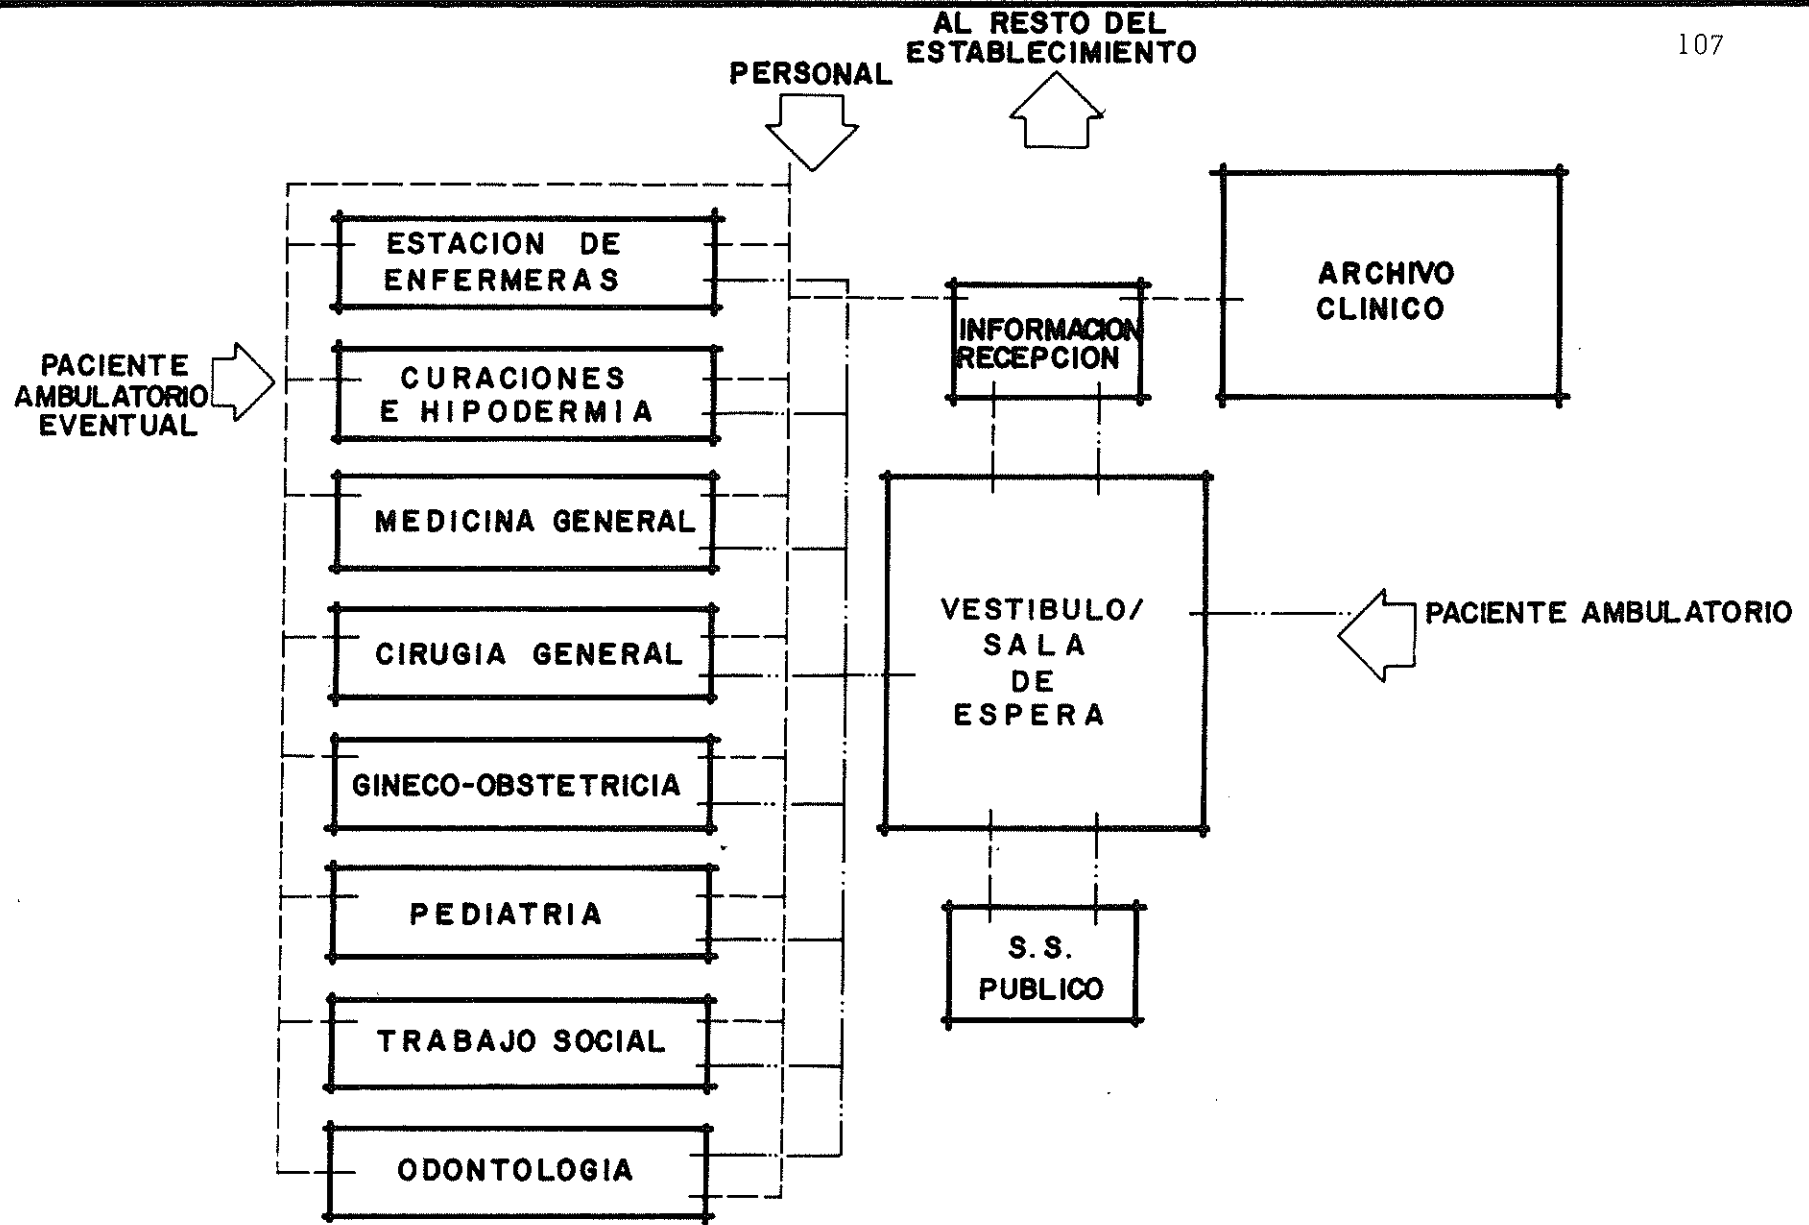 107
AL RESTO DEL
ESTABLECIMIENTO
PERSONAL
ESTACION DE
ENFERMERAS
CURACIONES
E HIPODERMIA
MEDICINA GENERAL
CIRUGIA GENERAL
GINECO-OBSTETRICIA
PEDIATRIA
TRABAJO SOCIAL
ODONTOLOGIA
PACIENTE
AMBULATORIO
EVENTUAL
INFORMACION
RECEPCION
ARCHIVO
CLINICO
VESTIBULO/
SALA
DE
ESPERA
PACIENTE AMBULATORIO
S.S.
PUBLICO